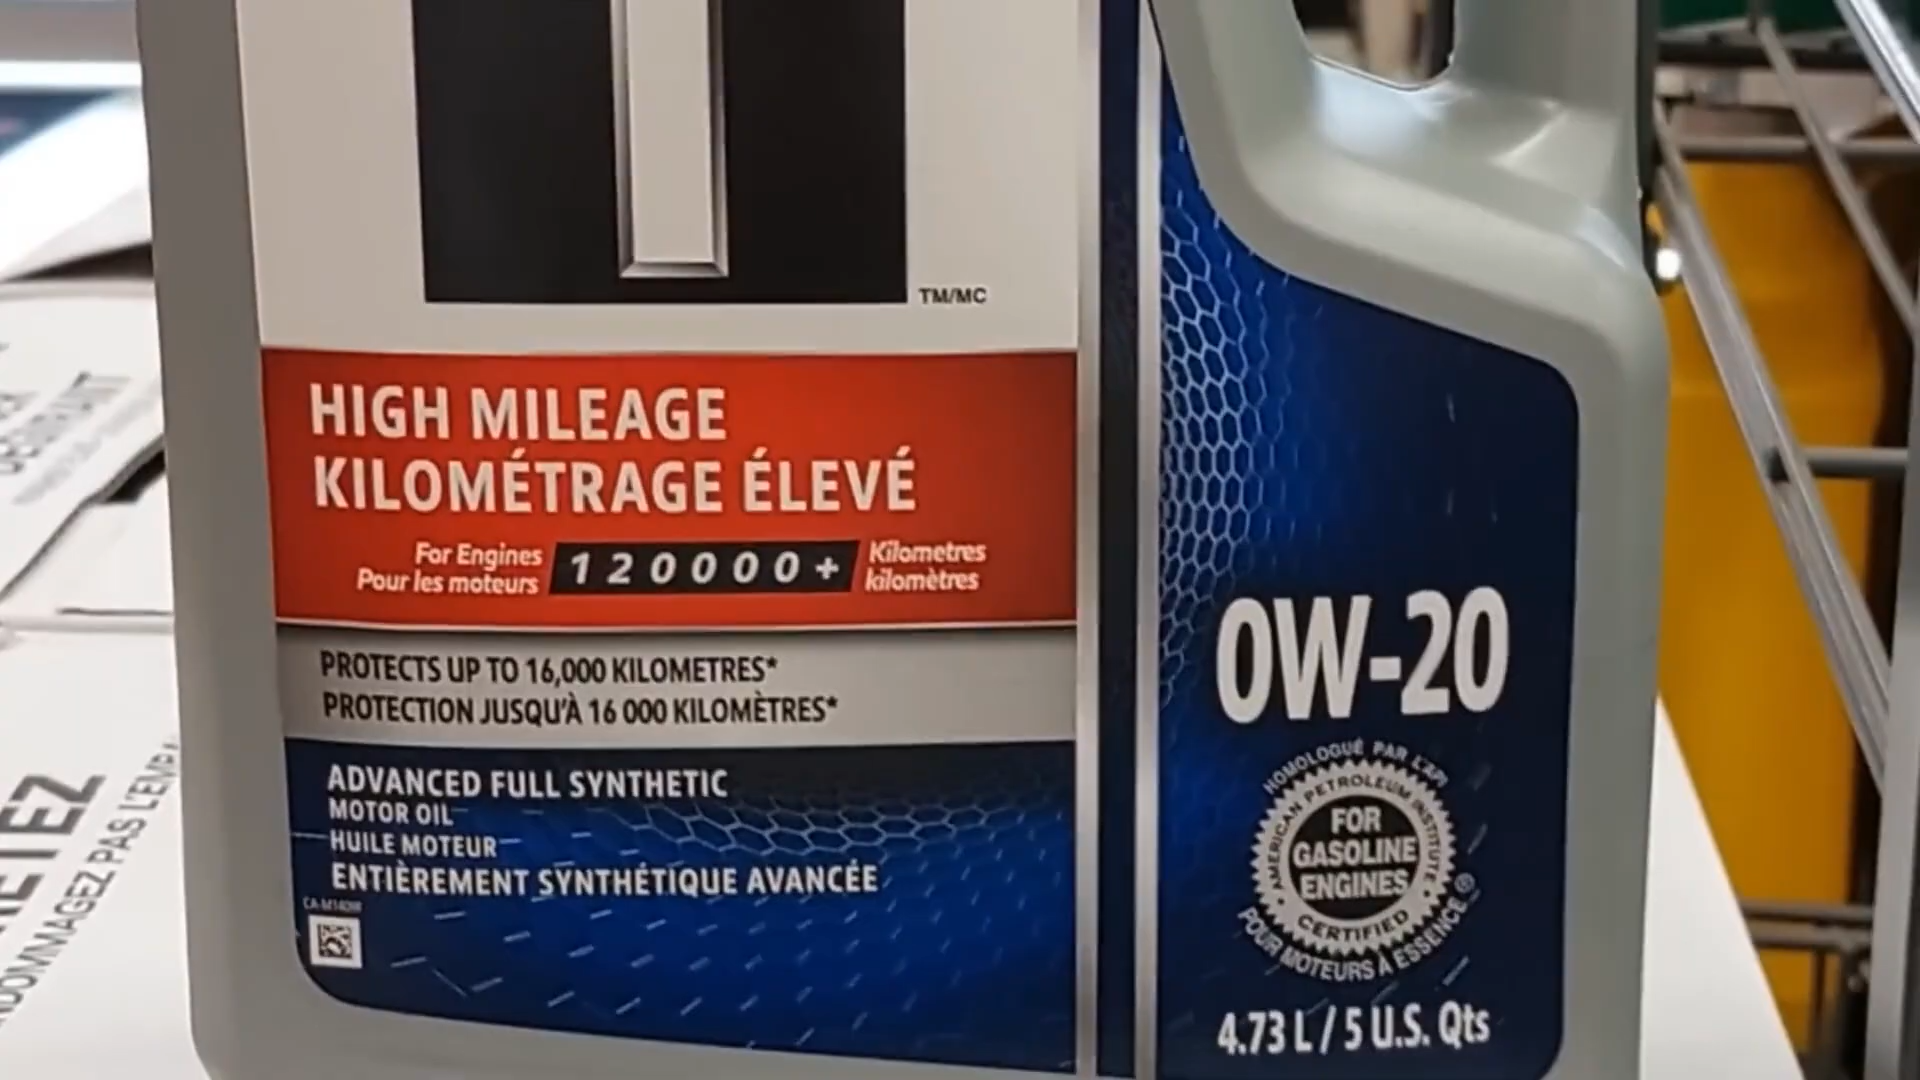 TM/MC
HIGH MILEAGE
KILOMÉTRAGE ÉLEVÉ
For Engines
Pour les moteurs
120000+
Kilometres
kilomètres
PROTECTS UP TO 16,000 KILOMETRES*
PROTECTION JUSQU'À 16 000 KILOMÈTRES*
ADVANCED FULL SYNTHETIC
MOTOR OIL
HUILE MOTEUR
ENTIÈREMENT SYNTHÉTIQUE AVANCÉE
0W-20
HOMOLOGUÉ PAR L'API
AMERICAN PETROLEUM INSTITUTE
FOR
GASOLINE
ENGINES
CERTIFIED
POUR MOTEURS À ESSENCE®
4.73 L / 5 U.S. Qts